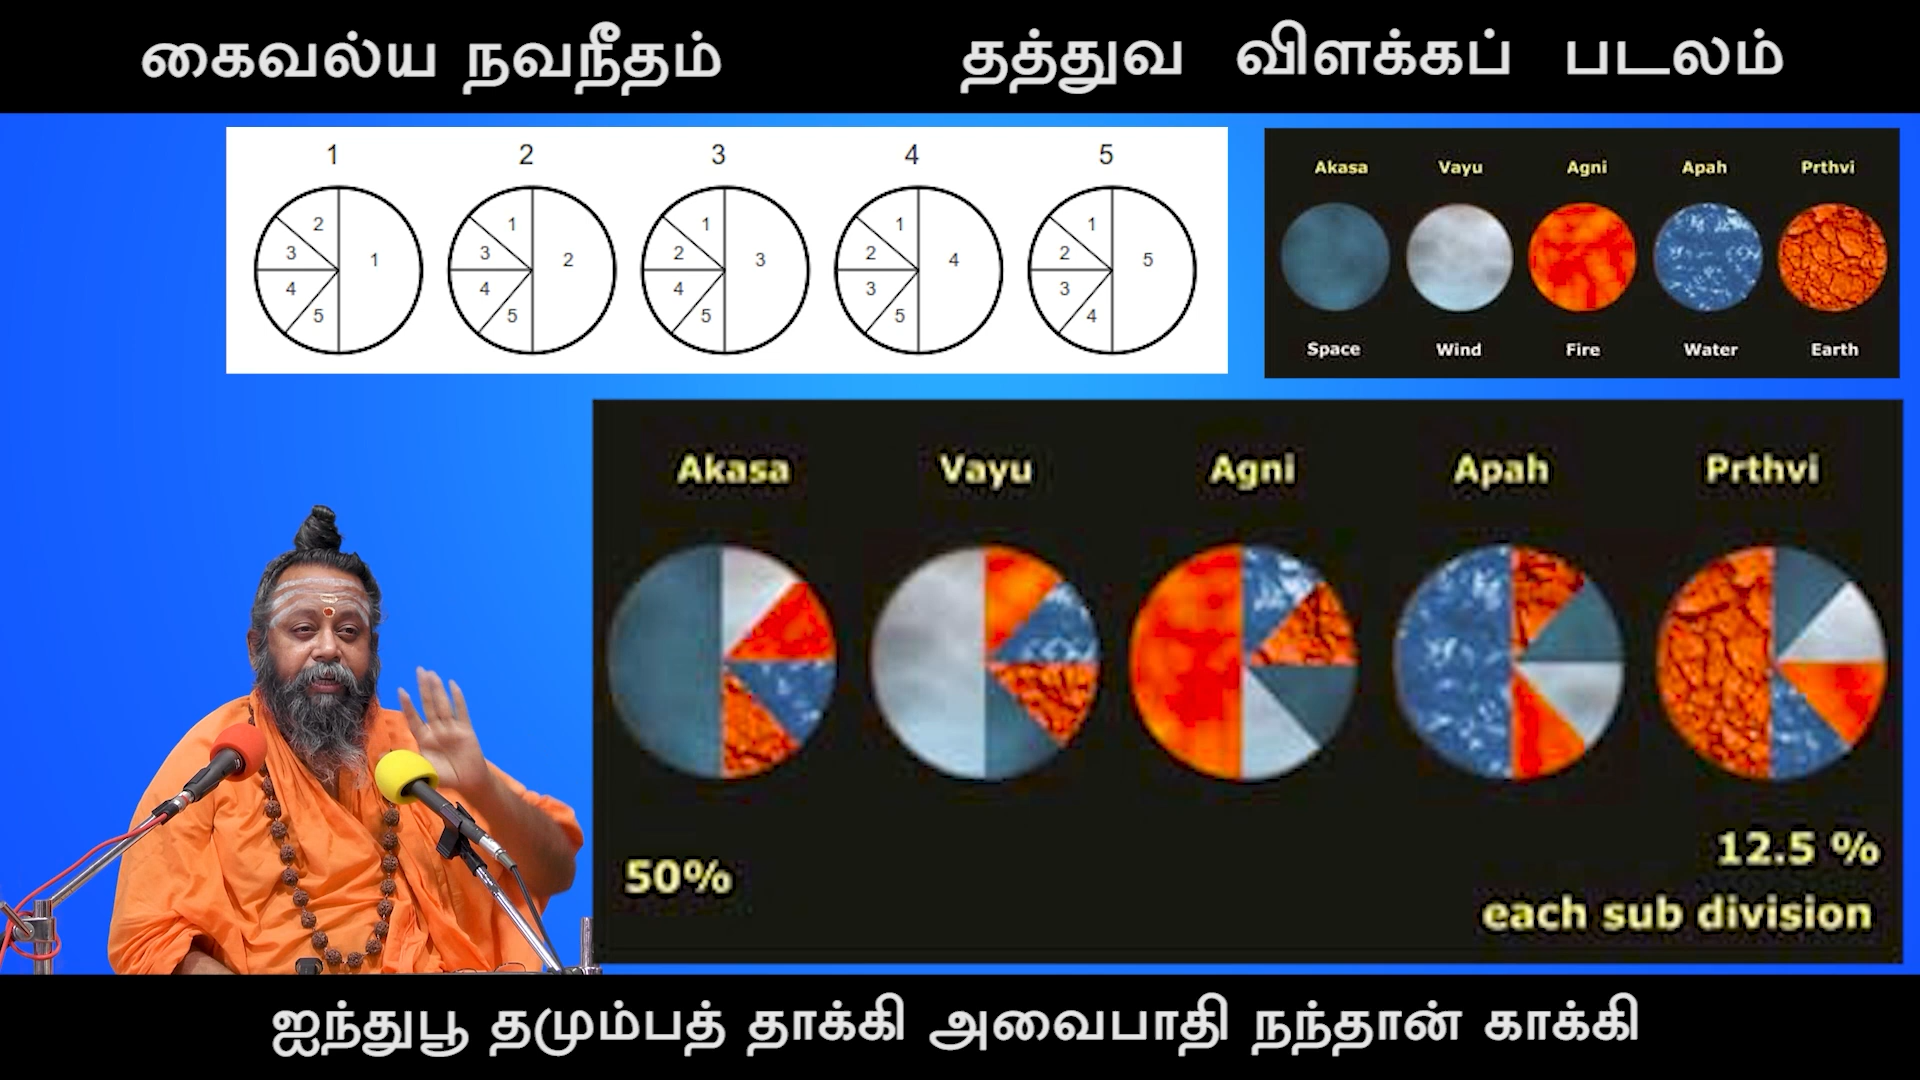 கைவல்ய நவநீதம் தத்துவ விளக்கப் படலம்
1 2 3 4 5
2 3 4 5 1
1 3 4 5 2
1 2 4 5 3
1 2 3 5 4
1 2 3 4 5
Akasa Vayu Agni Apah Prthvi
Space Wind Fire Water Earth
Akasa Vayu Agni Apah Prthvi
50%
12.5 %
each sub division
ஐந்துபூ தமும்பத் தாக்கி அவைபாதி நந்தான் காக்கி